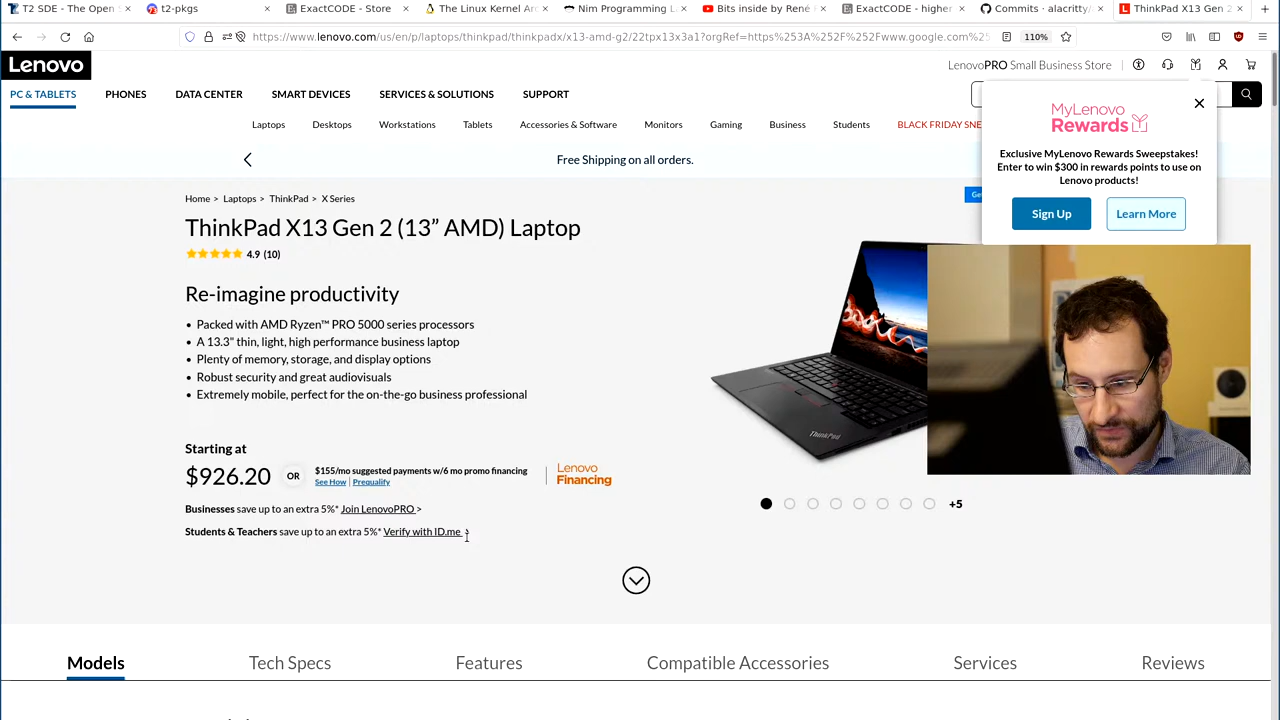 T2 SDE - The Open S
t2-pkgs
ExactCODE - Store
The Linux Kernel Arc
Nim Programming L
Bits inside by René R
ExactCODE - higher
Commits · alacritty/a
ThinkPad X13 Gen 2
https://www.lenovo.com/us/en/p/laptops/thinkpad/thinkpadx/x13-amd-g2/22tpx13x3a1?orgRef=https%253A%252F%252Fwww.google.com%25
110%
Lenovo
LenovoPRO Small Business Store
PC & TABLETS
PHONES
DATA CENTER
SMART DEVICES
SERVICES & SOLUTIONS
SUPPORT
Laptops
Desktops
Workstations
Tablets
Accessories & Software
Monitors
Gaming
Business
Students
BLACK FRIDAY SNE
MyLenovo
Rewards
Exclusive MyLenovo Rewards Sweepstakes!
Enter to win $300 in rewards points to use on
Lenovo products!
Sign Up
Learn More
Free Shipping on all orders.
Home > Laptops > ThinkPad > X Series
ThinkPad X13 Gen 2 (13” AMD) Laptop
4.9 (10)
Re-imagine productivity
• Packed with AMD Ryzen™ PRO 5000 series processors
• A 13.3” thin, light, high performance business laptop
• Plenty of memory, storage, and display options
• Robust security and great audiovisuals
• Extremely mobile, perfect for the on-the-go business professional
ThinkPad
Starting at
$926.20
OR
$155/mo suggested payments w/6 mo promo financing
See How | Prequalify
Lenovo
Financing
Businesses save up to an extra 5%* Join LenovoPRO >
Students & Teachers save up to an extra 5%* Verify with ID.me >
+5
Models
Tech Specs
Features
Compatible Accessories
Services
Reviews